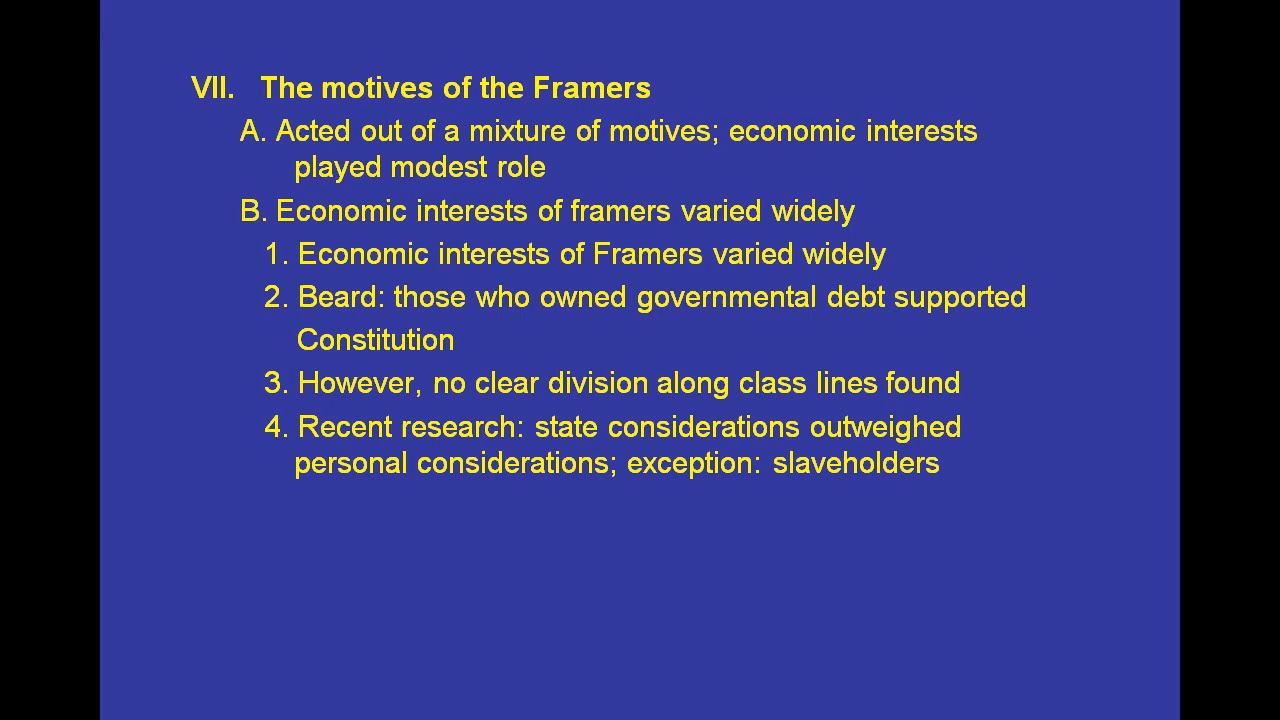 VII. The motives of the Framers
A. Acted out of a mixture of motives; economic interests
played modest role
B. Economic interests of framers varied widely
1. Economic interests of Framers varied widely
2. Beard: those who owned governmental debt supported
Constitution
3. However, no clear division along class lines found
4. Recent research: state considerations outweighed
personal considerations; exception: slaveholders